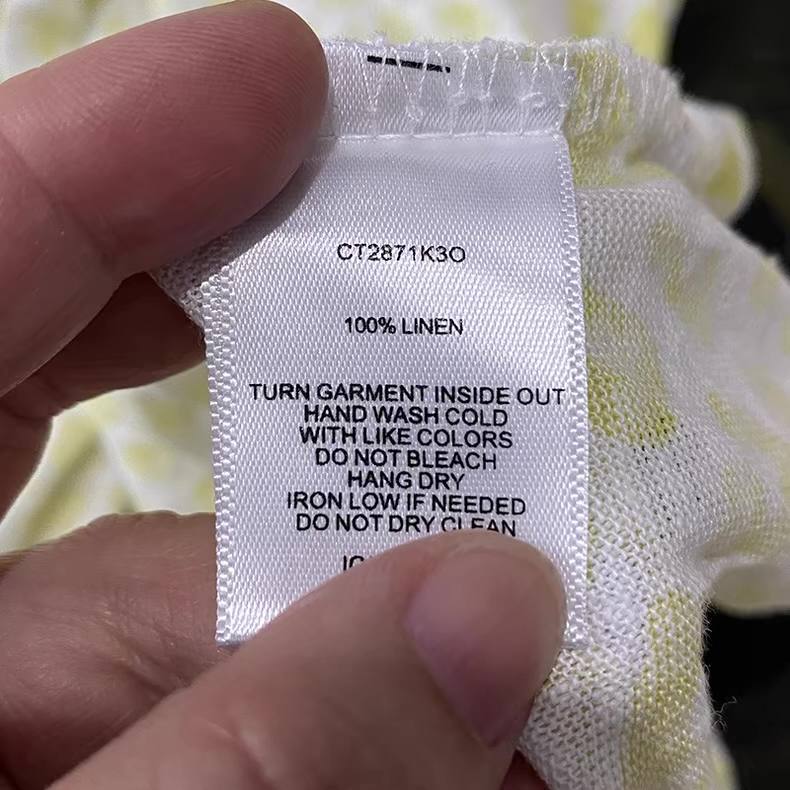 CT2871K3O
100% LINEN
TURN GARMENT INSIDE OUT
HAND WASH COLD
WITH LIKE COLORS
DO NOT BLEACH
HANG DRY
IRON LOW IF NEEDED
DO NOT DRY CLEAN